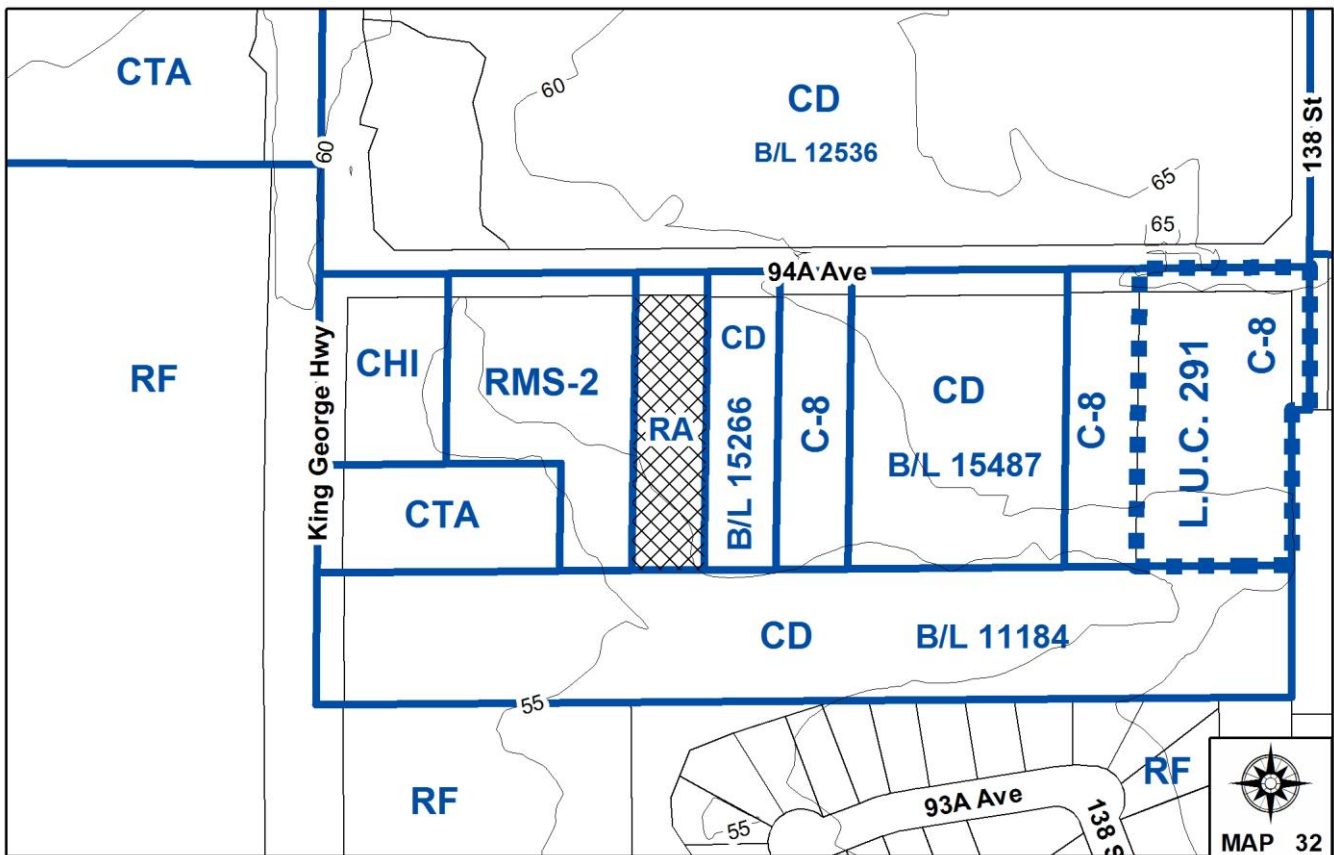 CTA
60
CD
B/L 12536
138 St
60
65
65
94A Ave
King George Hwy
RF
CHI
RMS-2
RA
CD
B/L 15266
C-8
CD
B/L 15487
C-8
L.U.C. 291
C-8
CTA
CD
B/L 11184
55
RF
55
93A Ave
138 S
RF
MAP 32